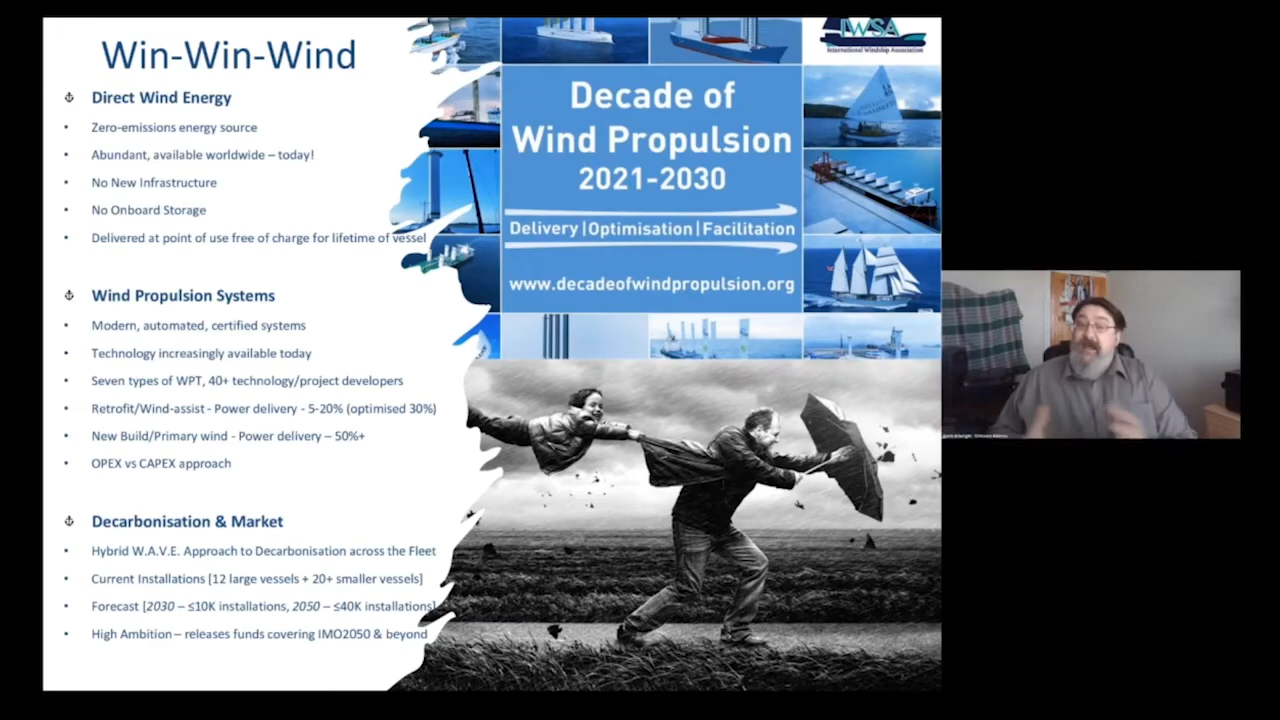 Win-Win-Wind
Direct Wind Energy
Zero-emissions energy source
Abundant, available worldwide – today!
No New Infrastructure
No Onboard Storage
Delivered at point of use free of charge for lifetime of vessel
Wind Propulsion Systems
Modern, automated, certified systems
Technology increasingly available today
Seven types of WPT, 40+ technology/project developers
Retrofit/Wind-assist - Power delivery - 5-20% (optimised 30%)
New Build/Primary wind - Power delivery – 50%+
OPEX vs CAPEX approach
Decarbonisation & Market
Hybrid W.A.V.E. Approach to Decarbonisation across the Fleet
Current Installations [12 large vessels + 20+ smaller vessels]
Forecast [2030 – ≤10K installations, 2050 – ≤40K installations]
High Ambition – releases funds covering IMO2050 & beyond
IWSA
International Windship Association
Decade of
Wind Propulsion
2021-2030
Delivery|Optimisation|Facilitation
www.decadeofwindpropulsion.org